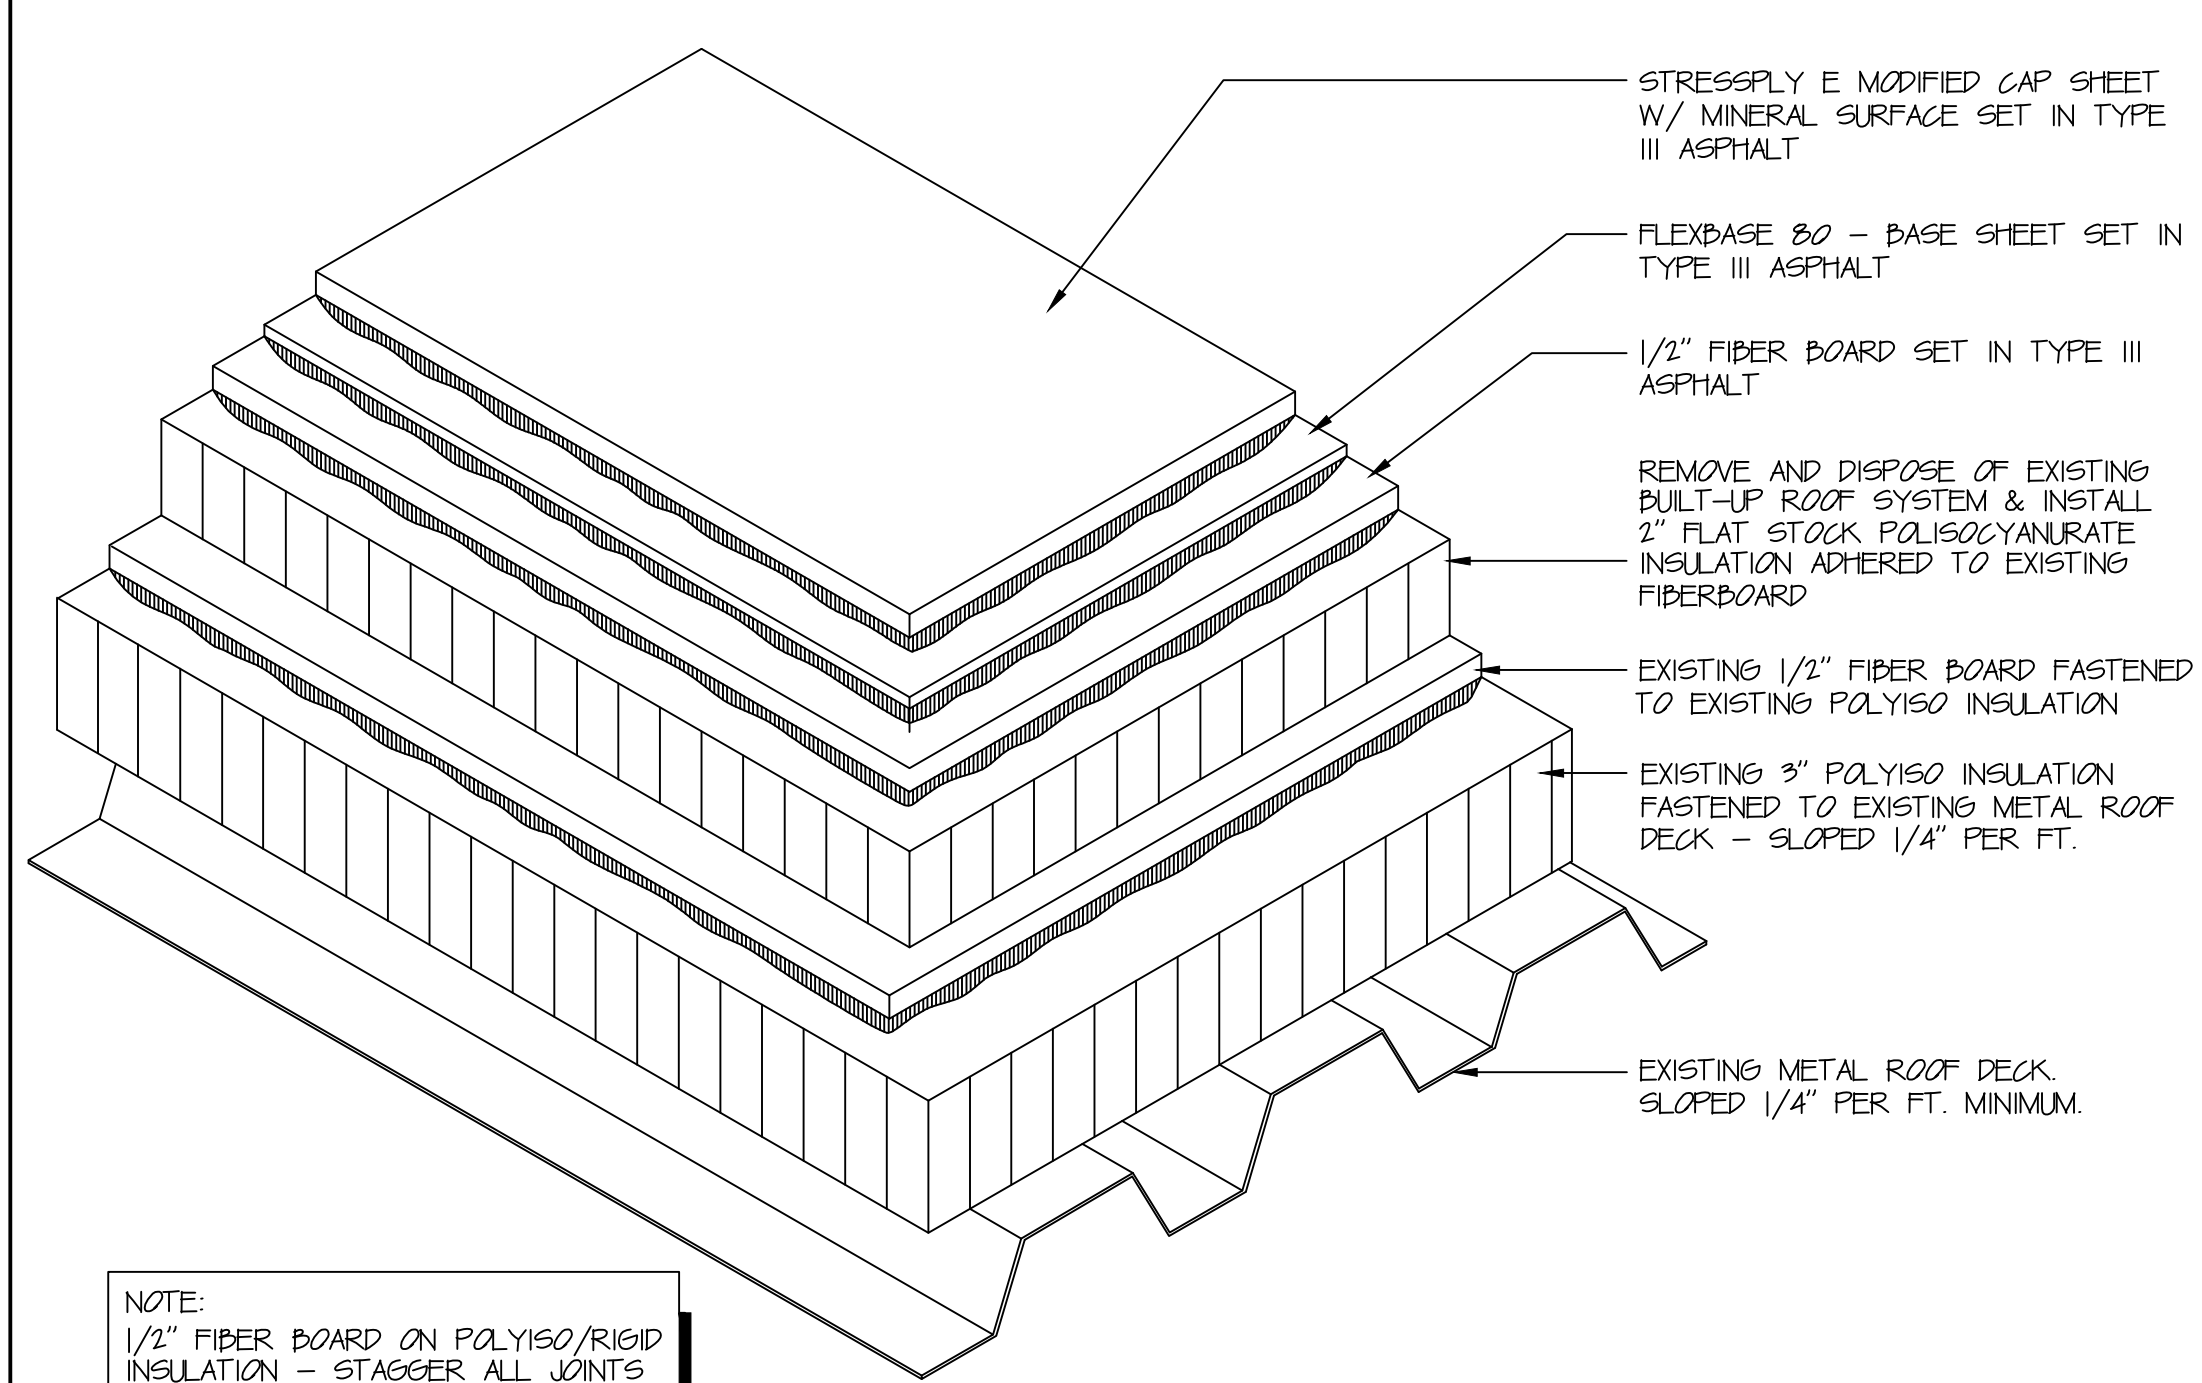 STRESSPLY E MODIFIED CAP SHEET
W/ MINERAL SURFACE SET IN TYPE
III ASPHALT
FLEXBASE 80 - BASE SHEET SET IN
TYPE III ASPHALT
1/2" FIBER BOARD SET IN TYPE III
ASPHALT
REMOVE AND DISPOSE OF EXISTING
BUILT-UP ROOF SYSTEM & INSTALL
2" FLAT STOCK POLISOCYANURATE
INSULATION ADHERED TO EXISTING
FIBERBOARD
EXISTING 1/2" FIBER BOARD FASTENED
TO EXISTING POLYISO INSULATION
EXISTING 3" POLYISO INSULATION
FASTENED TO EXISTING METAL ROOF
DECK - SLOPED 1/4" PER FT.
EXISTING METAL ROOF DECK.
SLOPED 1/4" PER FT. MINIMUM.
NOTE:
1/2" FIBER BOARD ON POLYISO/RIGID
INSULATION - STAGGER ALL JOINTS